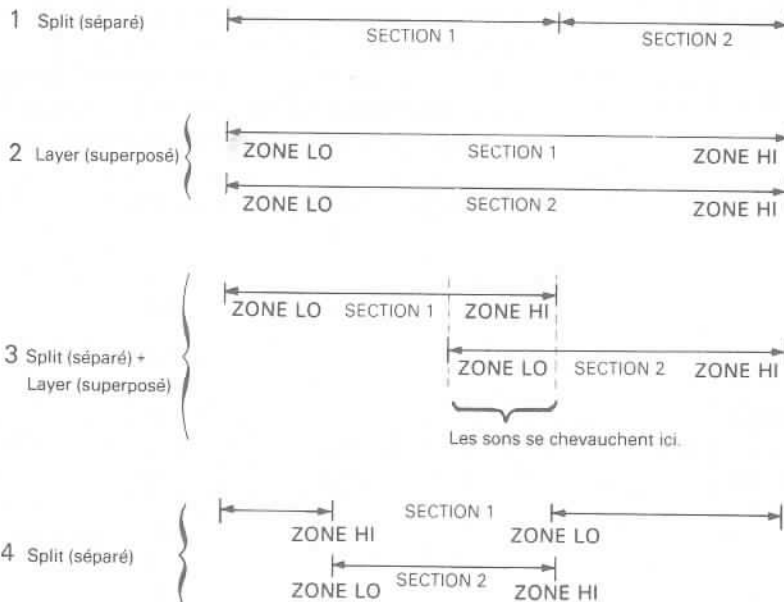 1 Split (séparé)
SECTION 1 SECTION 2
2 Layer (superposé)
ZONE LO SECTION 1 ZONE HI
ZONE LO SECTION 2 ZONE HI
3 Split (séparé) +
Layer (superposé)
ZONE LO SECTION 1 ZONE HI
ZONE LO SECTION 2 ZONE HI
Les sons se chevauchent ici.
4 Split (séparé)
SECTION 1
ZONE HI ZONE LO
SECTION 2
ZONE LO ZONE HI